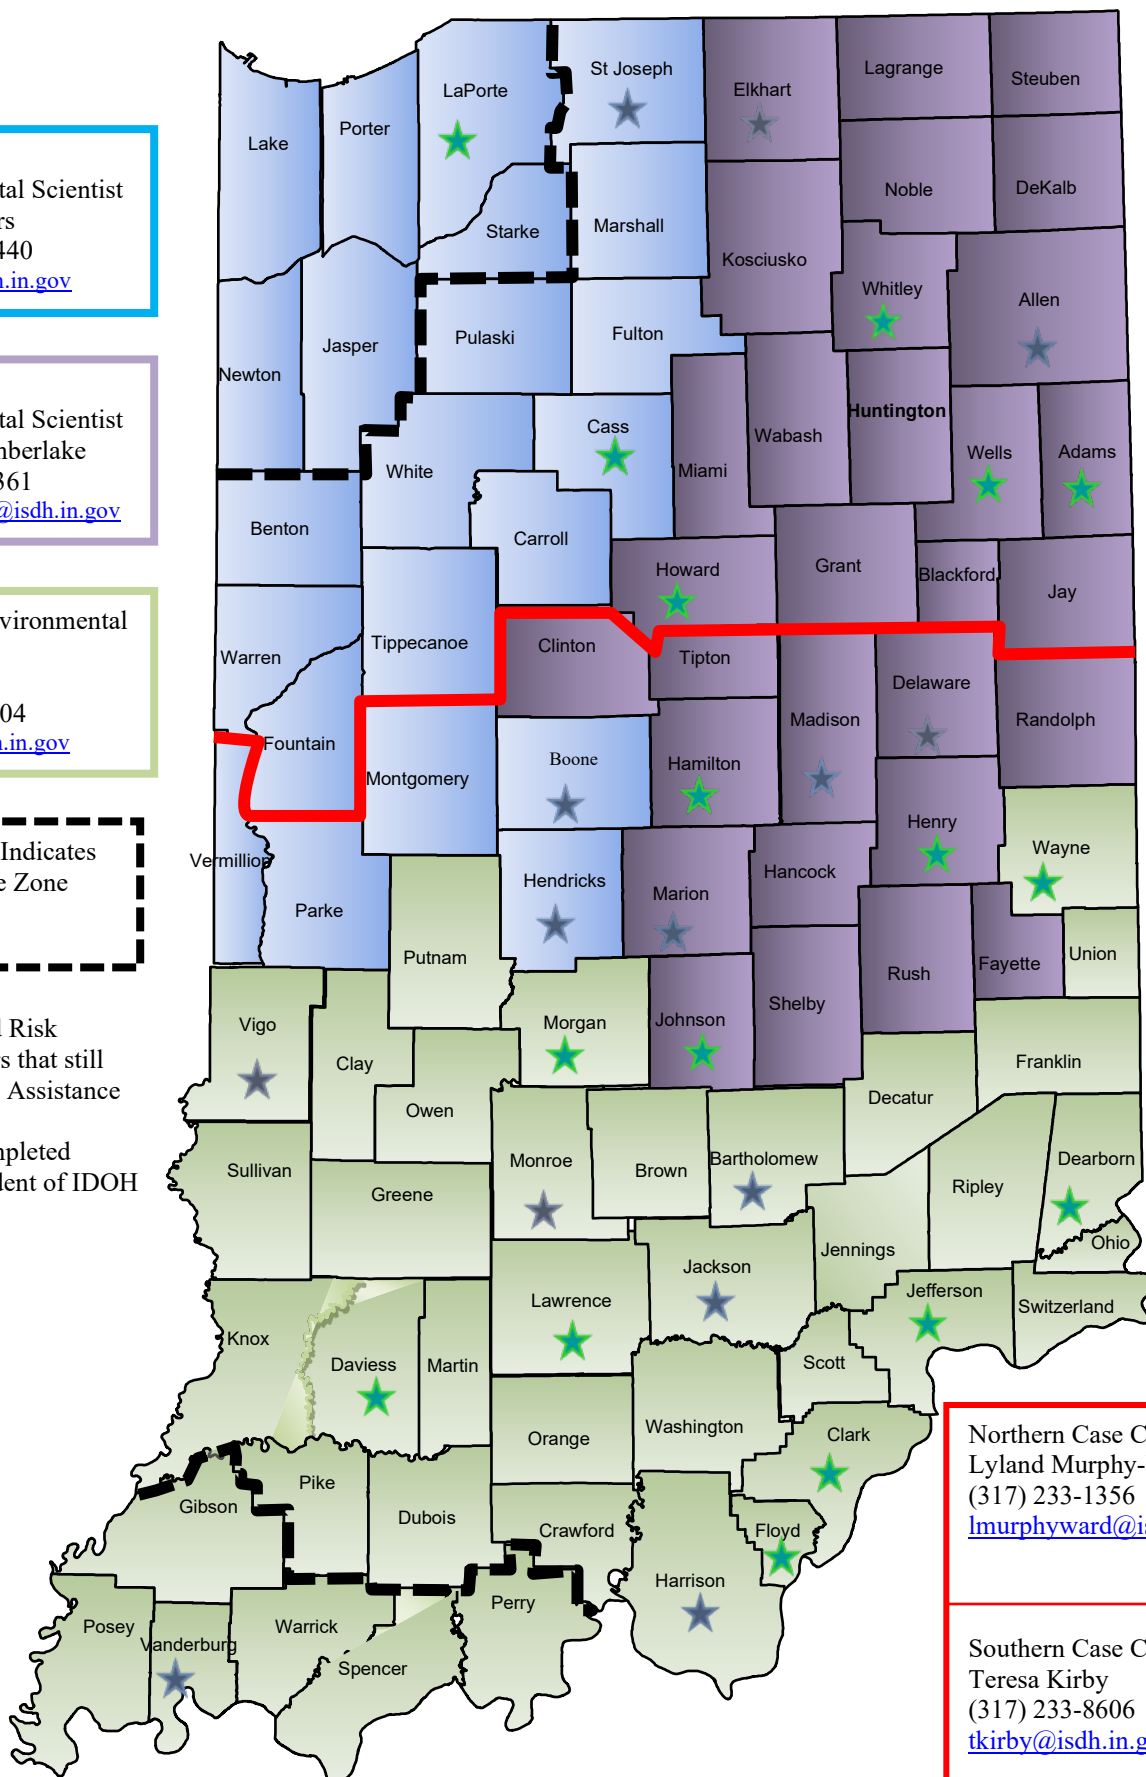 tal Scientist
rs
440
h.in.gov
tal Scientist
mberlake
361
@isdh.in.gov
nvironmental
04
h.in.gov
Indicates
e Zone
d Risk
rs that still
Assistance
mpleted
dent of IDOH
St Joseph
LaPorte
Elkhart
Lagrange
Steuben
Lake
Porter
Starke
Marshall
Noble
DeKalb
Kosciusko
Whitley
Allen
Newton
Jasper
Pulaski
Fulton
Cass
White
Miami
Wabash
Huntington
Wells
Adams
Benton
Carroll
Howard
Grant
Blackford
Jay
Warren
Tippecanoe
Clinton
Tipton
Delaware
Randolph
Fountain
Montgomery
Boone
Hamilton
Madison
Henry
Wayne
Vermillion
Parke
Hendricks
Marion
Hancock
Putnam
Rush
Fayette
Union
Vigo
Clay
Morgan
Johnson
Shelby
Owen
Decatur
Franklin
Sullivan
Greene
Monroe
Brown
Bartholomew
Ripley
Dearborn
Ohio
Jennings
Jackson
Lawrence
Jefferson
Switzerland
Knox
Daviess
Martin
Scott
Orange
Washington
Clark
Gibson
Pike
Dubois
Crawford
Floyd
Harrison
Perry
Posey
Vanderburg
Warrick
Spencer
Northern Case C
Lyland Murphy-
(317) 233-1356
lmurphyward@is
Southern Case C
Teresa Kirby
(317) 233-8606
tkirby@isdh.in.g